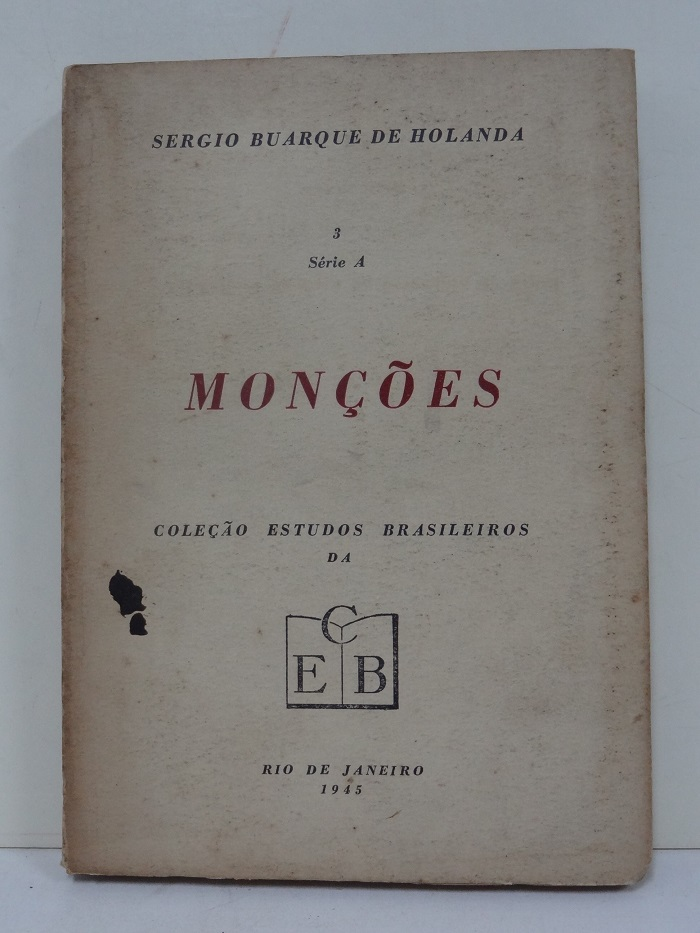 SERGIO BUARQUE DE HOLANDA
3
Série A
MONÇÕES
COLEÇÃO ESTUDOS BRASILEIROS
DA
C
E B
RIO DE JANEIRO
1945